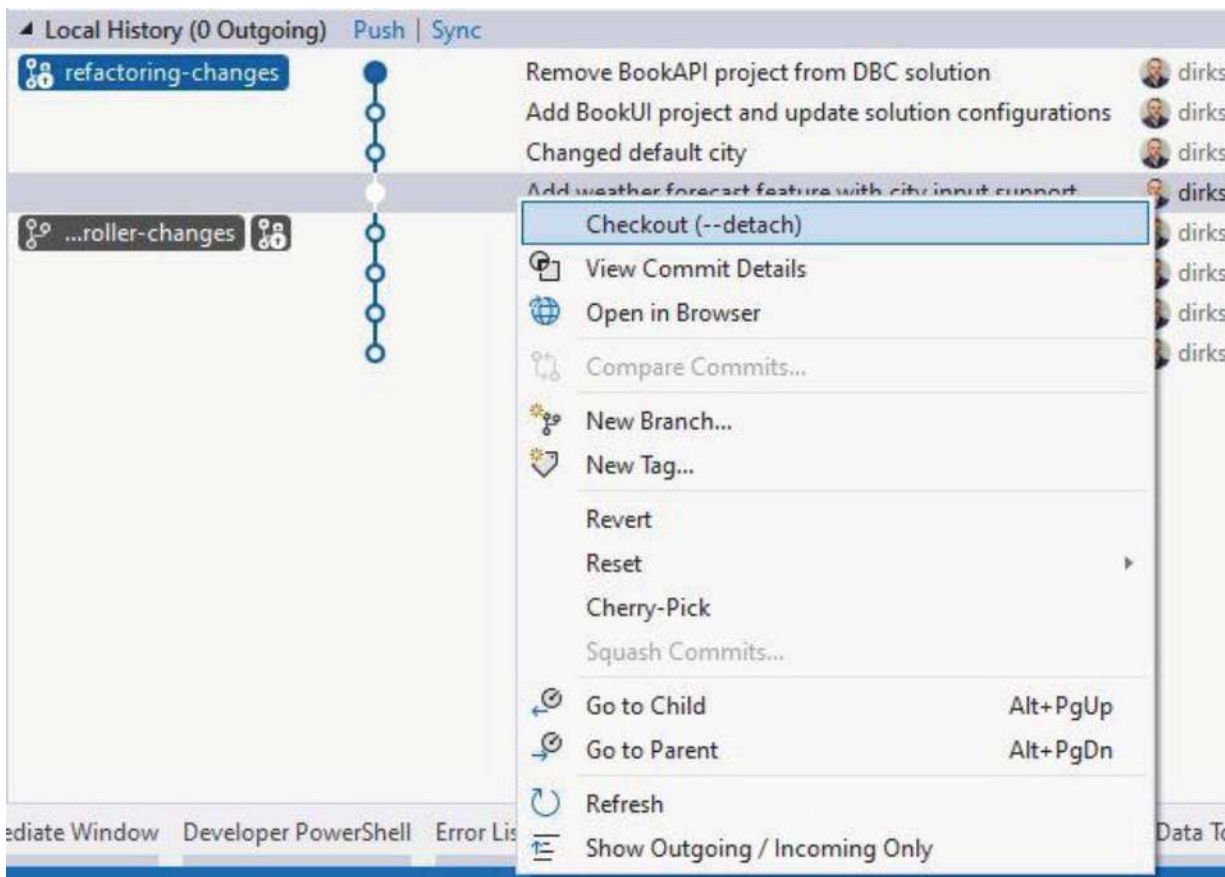 Local History (0 Outgoing) Push | Sync
refactoring-changes Remove BookAPI project from DBC solution dirks
Add BookUI project and update solution configurations dirks
Changed default city dirks
Add weather forecast feature with city input support dirks
...roller-changes dirks
Checkout (--detach)
View Commit Details dirks
Open in Browser dirks
dirks
Compare Commits...
New Branch...
New Tag...
Revert
Reset
Cherry-Pick
Squash Commits...
Go to Child Alt+PgUp
Go to Parent Alt+PgDn
Refresh
ediate Window Developer PowerShell Error Lis Data To
Show Outgoing / Incoming Only